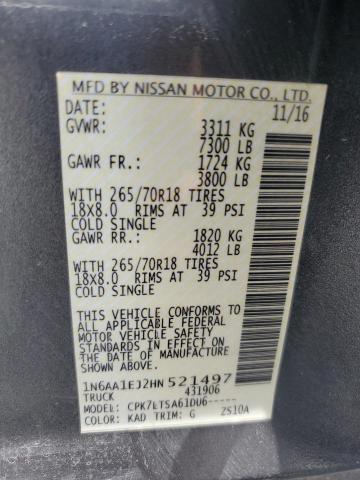 MFD BY NISSAN MOTOR CO., LTD.
DATE: 11/16
GVWR: 3311 KG
7300 LB
GAWR FR.: 1724 KG
3800 LB
WITH 265/70R18 TIRES
18X8.0 RIMS AT 39 PSI
COLD SINGLE
GAWR RR.: 1820 KG
4012 LB
WITH 265/70R18 TIRES
18X8.0 RIMS AT 39 PSI
COLD SINGLE
THIS VEHICLE CONFORMS TO
ALL APPLICABLE FEDERAL
MOTOR VEHICLE SAFETY
STANDARDS IN EFFECT ON
THE DATE OF MANUFACTURE
SHOWN ABOVE.
1N6AA1EJ2HN521497
TRUCK 431906
MODEL: CPK7LTSA61DU6-----
COLOR: KAD TRIM: G ZS10A